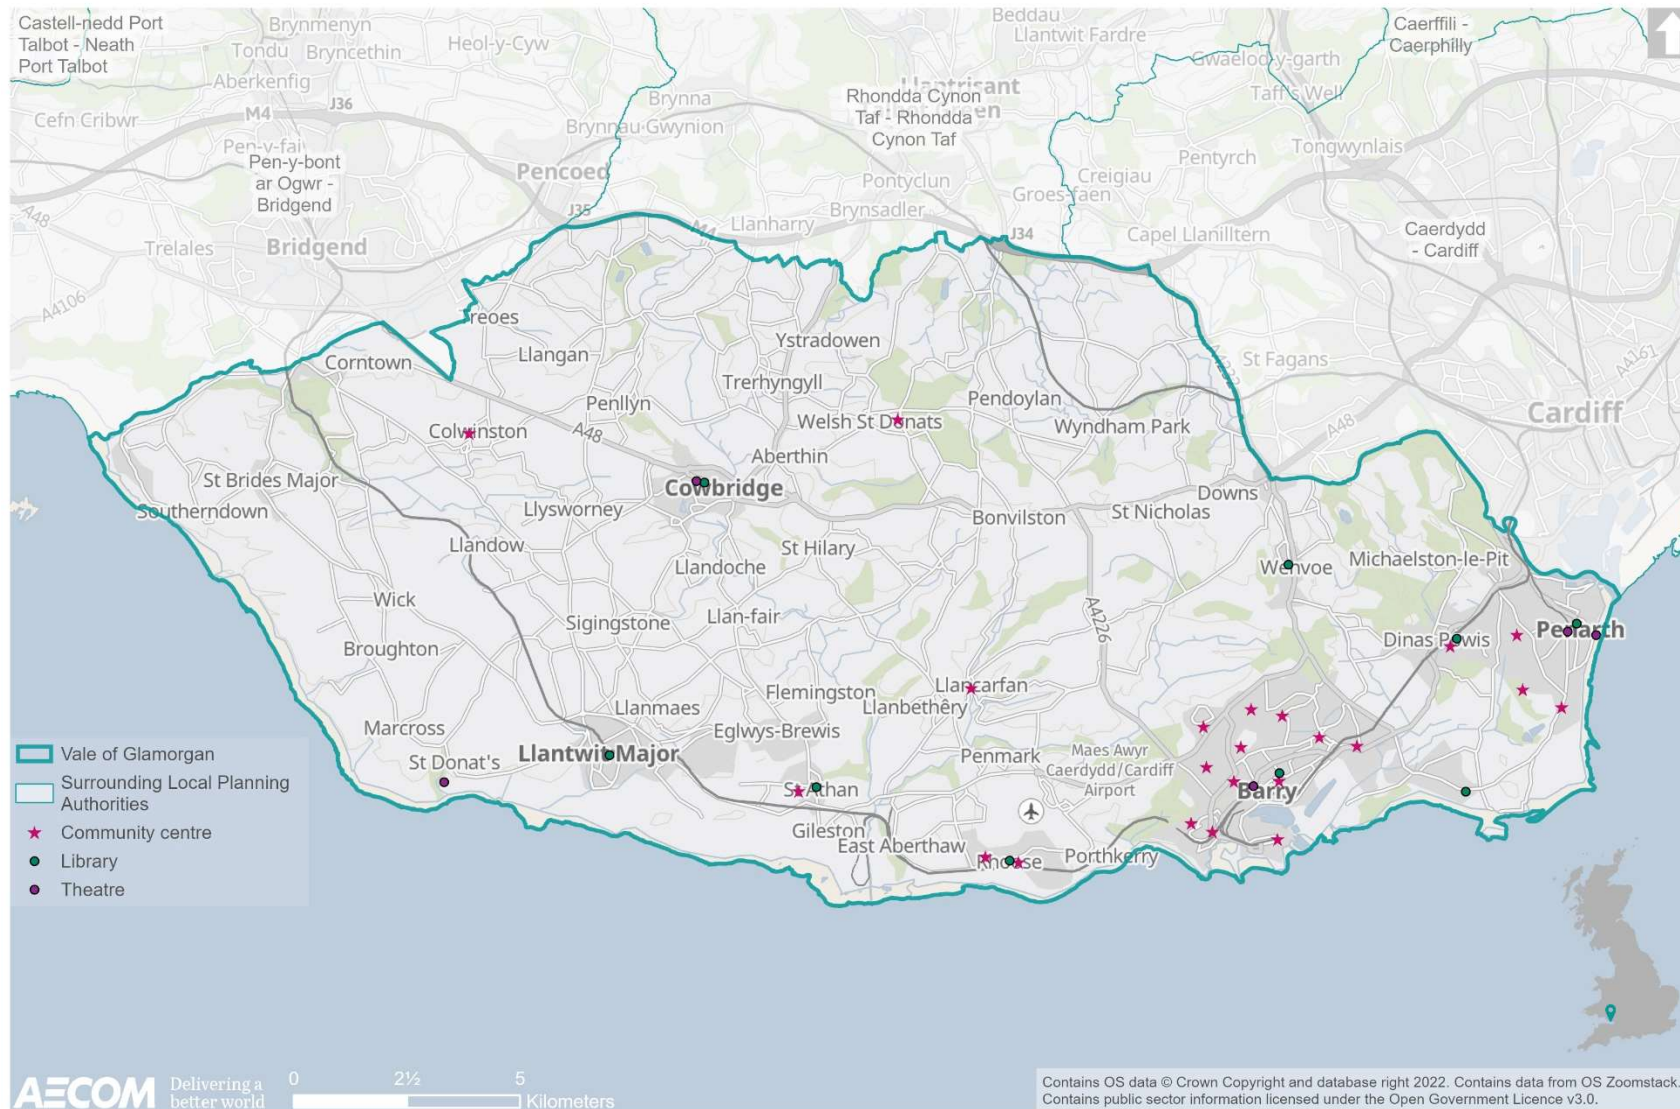 Castell-nedd Port
Talbot - Neath
Port Talbot
Brynmenyn
Tondu
Bryncethin
Heol-y-Cyw
Aberkenfig
Beddau
Llantwit Fardre
Caerffili -
Caerphilly
Gwaelod-y-garth
Taff's Well
Cefn Cribwr
M4
J36
Brynna
Rhondda Cynon
Taf - Rhondda
Cynon Taf
Brynnau Gwynion
Pen-y-fai
Pen-y-bont
ar Ogwr -
Bridgend
Pencoed
Pontyclun
Pentyrch
Tongwynlais
Creigiau
Groes-faen
A48
J35
Brynsadler
Llanharry
M4
J34
Capel Llanilltern
Caerdydd
- Cardiff
Trelales
Bridgend
A4106
Corntown
Llangan
Ystradowen
St Fagans
A4232
A4161
Trerhyngyll
Penllyn
Pendoylan
Cardiff
Colwinston
A48
Welsh St Donats
Wyndham Park
A48
Aberthin
St Brides Major
Cowbridge
Downs
Southerndown
Llysworney
Bonvilston
St Nicholas
Llandow
St Hilary
Michaelston-le-Pit
Llandoche
Wenvoe
Wick
Llan-fair
A4226
Sigingstone
Penarth
Broughton
Dinas Powis
Flemingston
Llancarfan
Llanmaes
Llanbethêry
Marcross
Eglwys-Brewis
Llantwit Major
Penmark
Maes Awyr
Caerdydd/Cardiff
Airport
St Donat's
St Athan
Barry
Gileston
East Aberthaw
Rhoose
Porthkerry
Vale of Glamorgan
Surrounding Local Planning
Authorities
Community centre
Library
Theatre
AECOM
Delivering a
better world
0 2½ 5
Kilometers
Contains OS data © Crown Copyright and database right 2022. Contains data from OS Zoomstack.
Contains public sector information licensed under the Open Government Licence v3.0.